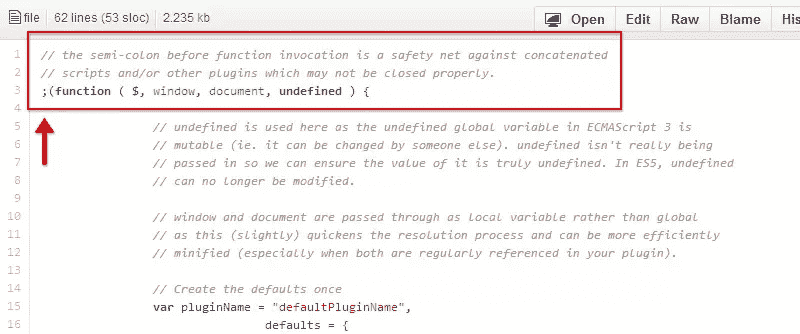 file 62 lines (53 sloc) 2.235 kb Open Edit Raw Blame His
1 // the semi-colon before function invocation is a safety net against concatenated
2 // scripts and/or other plugins which may not be closed properly.
3 ;(function ( $, window, document, undefined ) {
4
5 // undefined is used here as the undefined global variable in ECMAScript 3 is
6 // mutable (ie. it can be changed by someone else). undefined isn't really being
7 // passed in so we can ensure the value of it is truly undefined. In ES5, undefined
8 // can no longer be modified.
9
10 // window and document are passed through as local variable rather than global
11 // as this (slightly) quickens the resolution process and can be more efficiently
12 // minified (especially when both are regularly referenced in your plugin).
13
14 // Create the defaults once
15 var pluginName = "defaultPluginName",
16 defaults = {